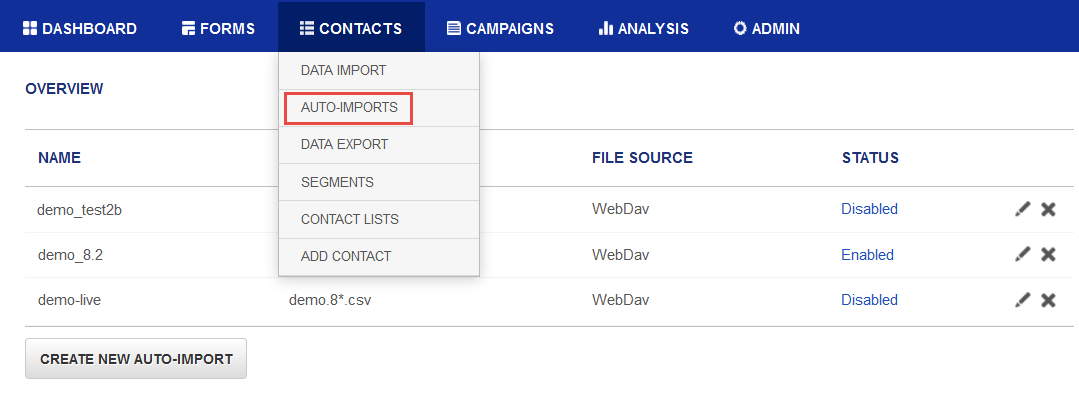 DASHBOARD FORMS CONTACTS CAMPAIGNS ANALYSIS ADMIN
DATA IMPORT
OVERVIEW
AUTO-IMPORTS
DATA EXPORT
NAME FILE SOURCE STATUS
SEGMENTS
demo_test2b WebDav Disabled
CONTACT LISTS
demo_8.2 WebDav Enabled
ADD CONTACT
demo-live demo.8*.csv WebDav Disabled
CREATE NEW AUTO-IMPORT